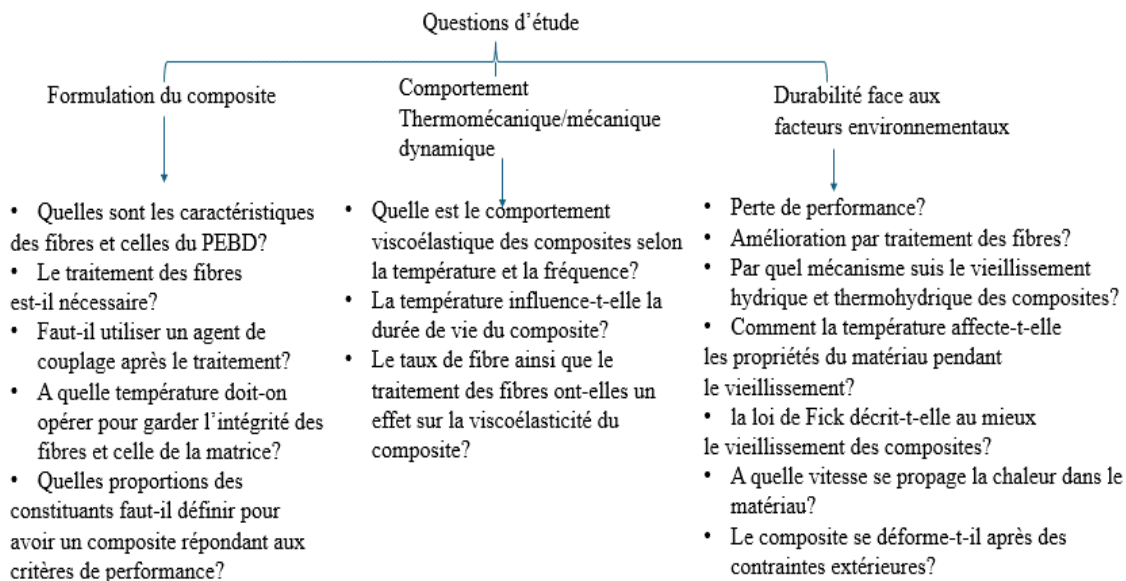 Questions d'étude
Formulation du composite
Comportement
Thermomécanique/mécanique
dynamique
Durabilité face aux
facteurs environnementaux
• Quelles sont les caractéristiques
des fibres et celles du PEBD?
• Le traitement des fibres
est-il nécessaire?
• Faut-il utiliser un agent de
couplage après le traitement?
• A quelle température doit-on
opérer pour garder l'intégrité des
fibres et celle de la matrice?
• Quelles proportions des
constituants faut-il définir pour
avoir un composite répondant aux
critères de performance?
• Quelle est le comportement
viscoélastique des composites selon
la température et la fréquence?
• La température influence-t-elle la
durée de vie du composite?
• Le taux de fibre ainsi que le
traitement des fibres ont-elles un
effet sur la viscoélasticité du
composite?
• Perte de performance?
• Amélioration par traitement des fibres?
• Par quel mécanisme suis le vieillissement
hydrique et thermohydrique des composites?
• Comment la température affecte-t-elle
les propriétés du matériau pendant
le vieillissement?
• la loi de Fick décrit-t-elle au mieux
le vieillissement des composites?
• A quelle vitesse se propage la chaleur dans le
matériau?
• Le composite se déforme-t-il après des
contraintes extérieures?